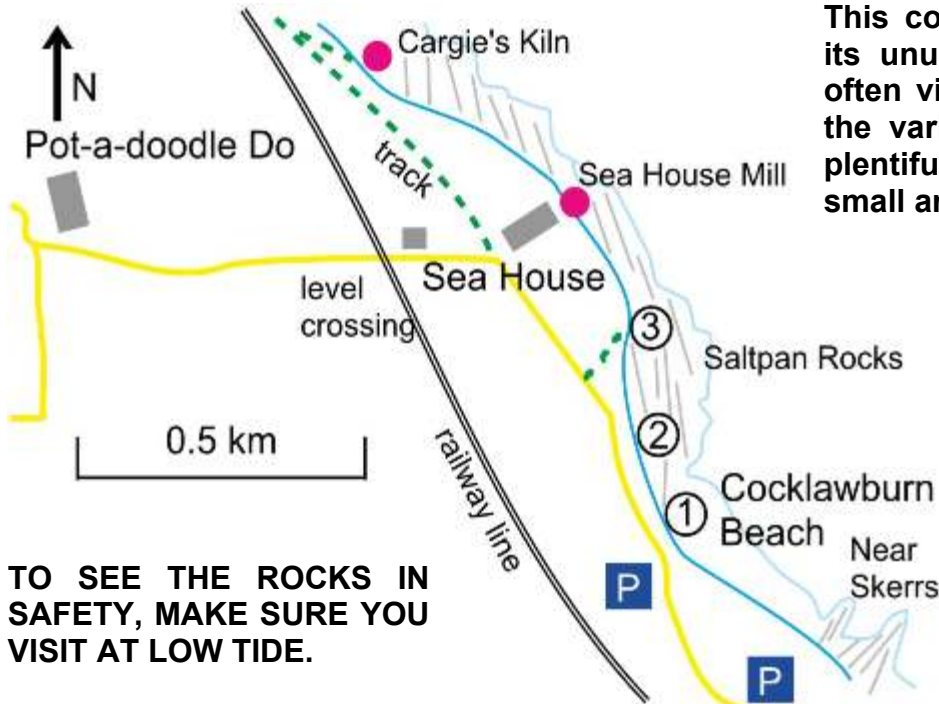 This co
its unu
often vi
the var
plentifu
small ar
N
Cargie's Kiln
Pot-a-doodle Do
track
Sea House Mill
Sea House
level
crossing
3
Saltpan Rocks
0.5 km
railway line
2
1
Cocklawburn
Beach
Near
Skerrs
P
P
TO SEE THE ROCKS IN
SAFETY, MAKE SURE YOU
VISIT AT LOW TIDE.